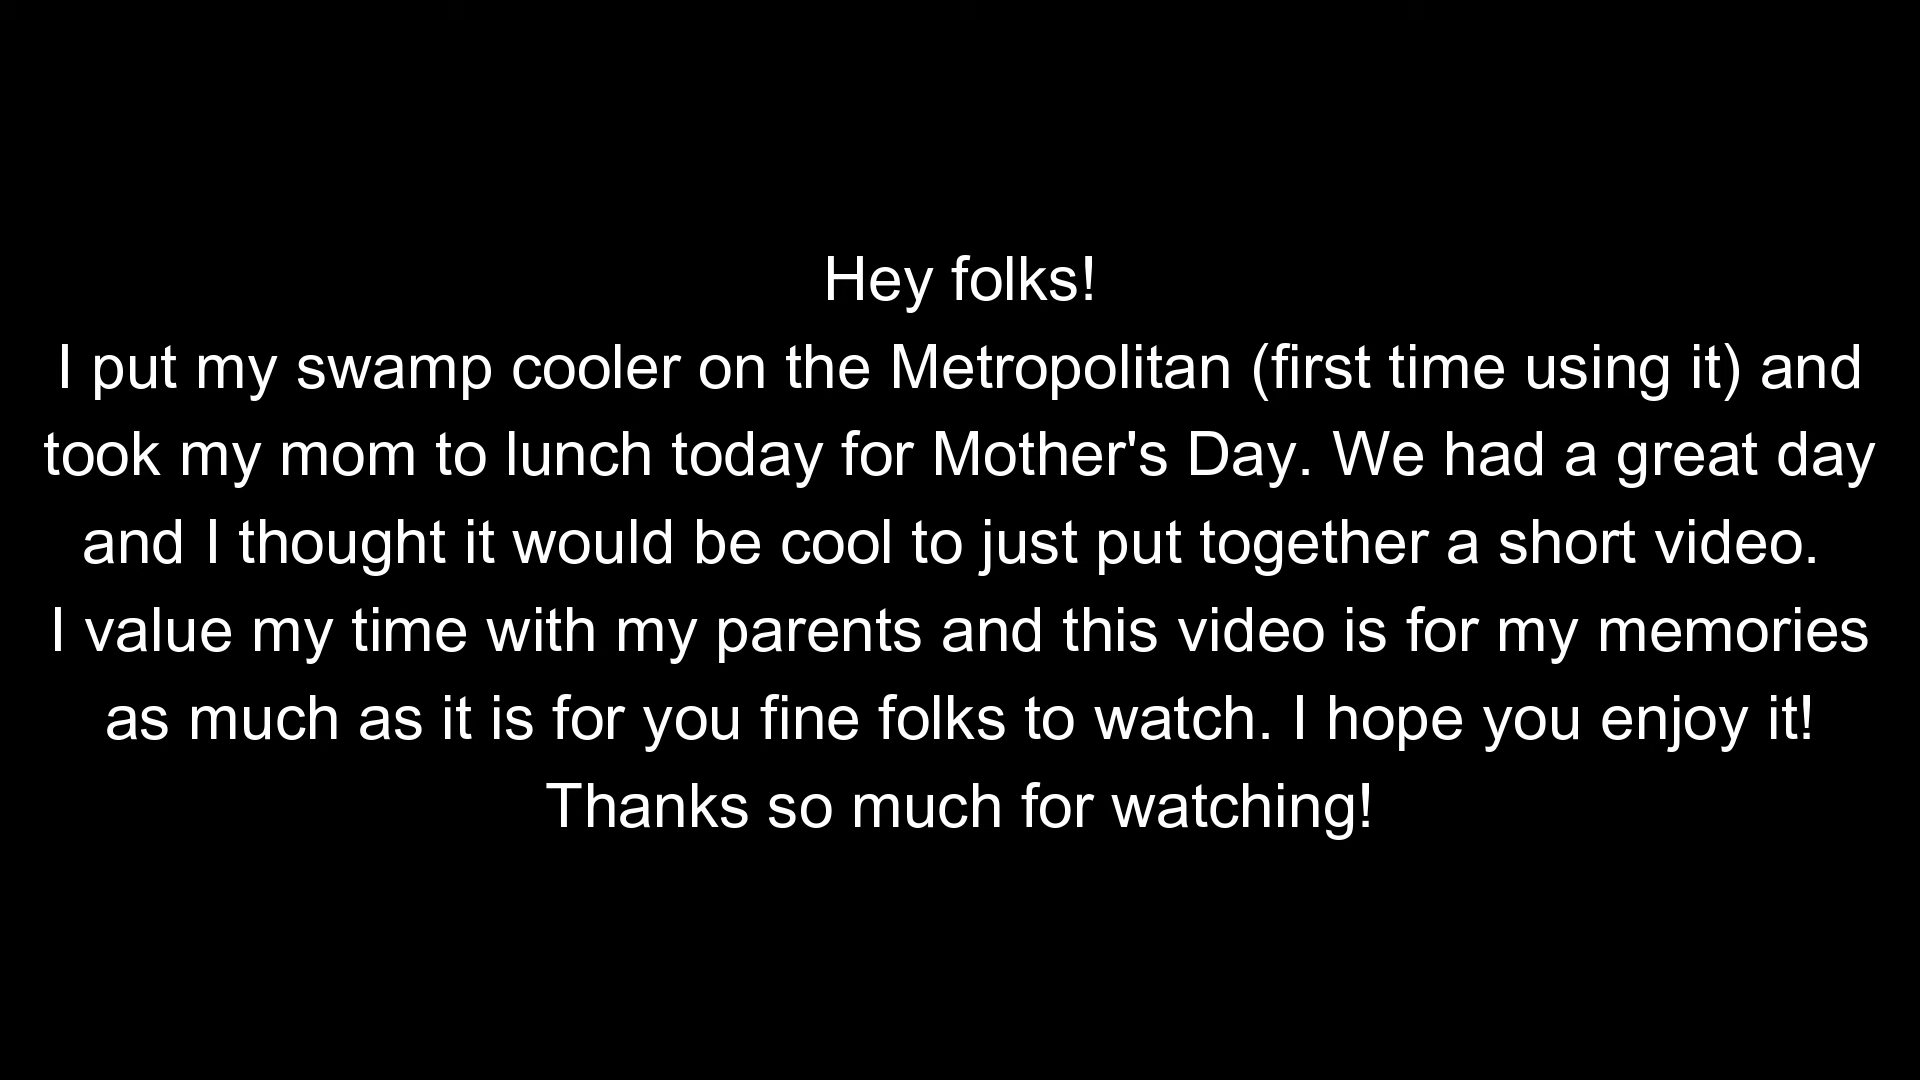 Hey folks!
I put my swamp cooler on the Metropolitan (first time using it) and
took my mom to lunch today for Mother's Day. We had a great day
and I thought it would be cool to just put together a short video.
I value my time with my parents and this video is for my memories
as much as it is for you fine folks to watch. I hope you enjoy it!
Thanks so much for watching!